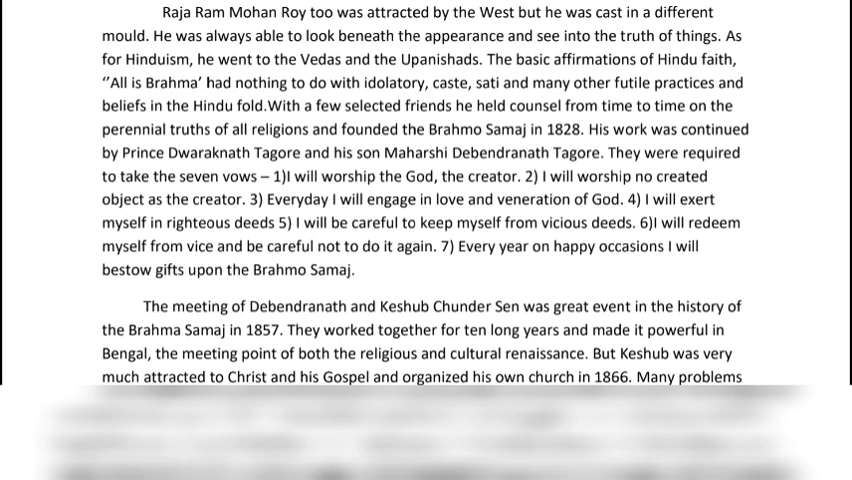 Raja Ram Mohan Roy too was attracted by the West but he was cast in a different
mould. He was always able to look beneath the appearance and see into the truth of things. As
for Hinduism, he went to the Vedas and the Upanishads. The basic affirmations of Hindu faith,
‘’All is Brahma’ had nothing to do with idolatory, caste, sati and many other futile practices and
beliefs in the Hindu fold.With a few selected friends he held counsel from time to time on the
perennial truths of all religions and founded the Brahmo Samaj in 1828. His work was continued
by Prince Dwaraknath Tagore and his son Maharshi Debendranath Tagore. They were required
to take the seven vows – 1)I will worship the God, the creator. 2) I will worship no created
object as the creator. 3) Everyday I will engage in love and veneration of God. 4) I will exert
myself in righteous deeds 5) I will be careful to keep myself from vicious deeds. 6)I will redeem
myself from vice and be careful not to do it again. 7) Every year on happy occasions I will
bestow gifts upon the Brahmo Samaj.
The meeting of Debendranath and Keshub Chunder Sen was great event in the history of
the Brahma Samaj in 1857. They worked together for ten long years and made it powerful in
Bengal, the meeting point of both the religious and cultural renaissance. But Keshub was very
much attracted to Christ and his Gospel and organized his own church in 1866. Many problems